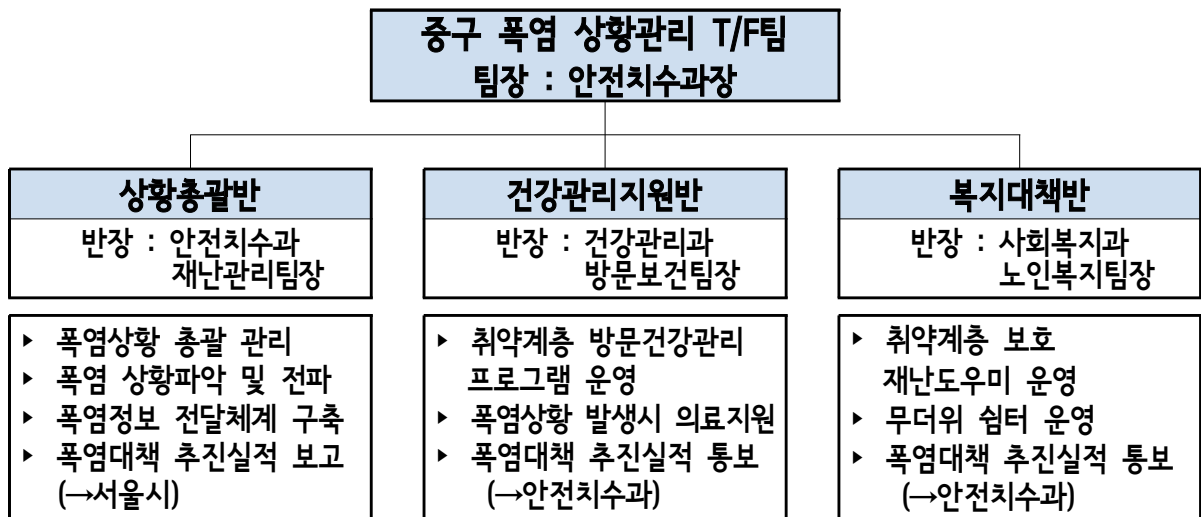 중구 폭염 상황관리 T/F팀
팀장 : 안전치수과장
상황총괄반
반장 : 안전치수과
재난관리팀장
▸ 폭염상황 총괄 관리
▸ 폭염 상황파악 및 전파
▸ 폭염정보 전달체계 구축
▸ 폭염대책 추진실적 보고
(→서울시)
건강관리지원반
반장 : 건강관리과
방문보건팀장
▸ 취약계층 방문건강관리
프로그램 운영
▸ 폭염상황 발생시 의료지원
▸ 폭염대책 추진실적 통보
(→안전치수과)
복지대책반
반장 : 사회복지과
노인복지팀장
▸ 취약계층 보호
재난도우미 운영
▸ 무더위 쉼터 운영
▸ 폭염대책 추진실적 통보
(→안전치수과)